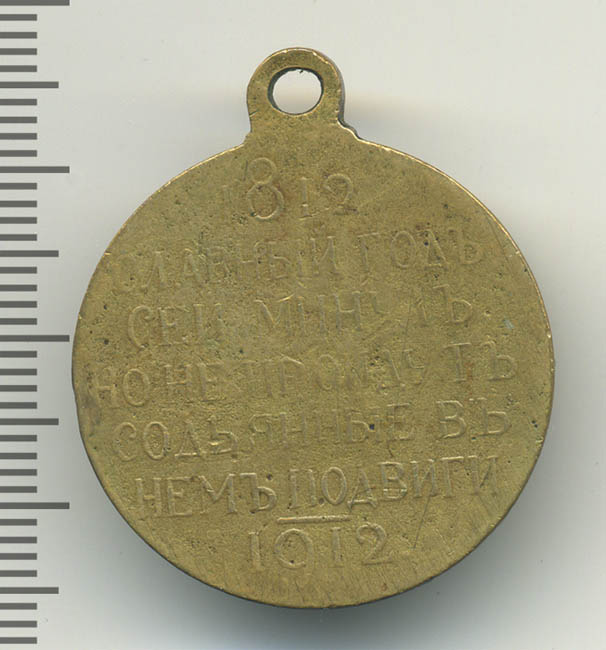 1812
СЛАВНЫЙ ГОДЪ
СЕЙ МИНУЛЪ
НО НЕ ПРОЙДУТЪ
СОДѢЯННЫЕ ВЪ
НЕМЪ ПОДВИГИ
1912